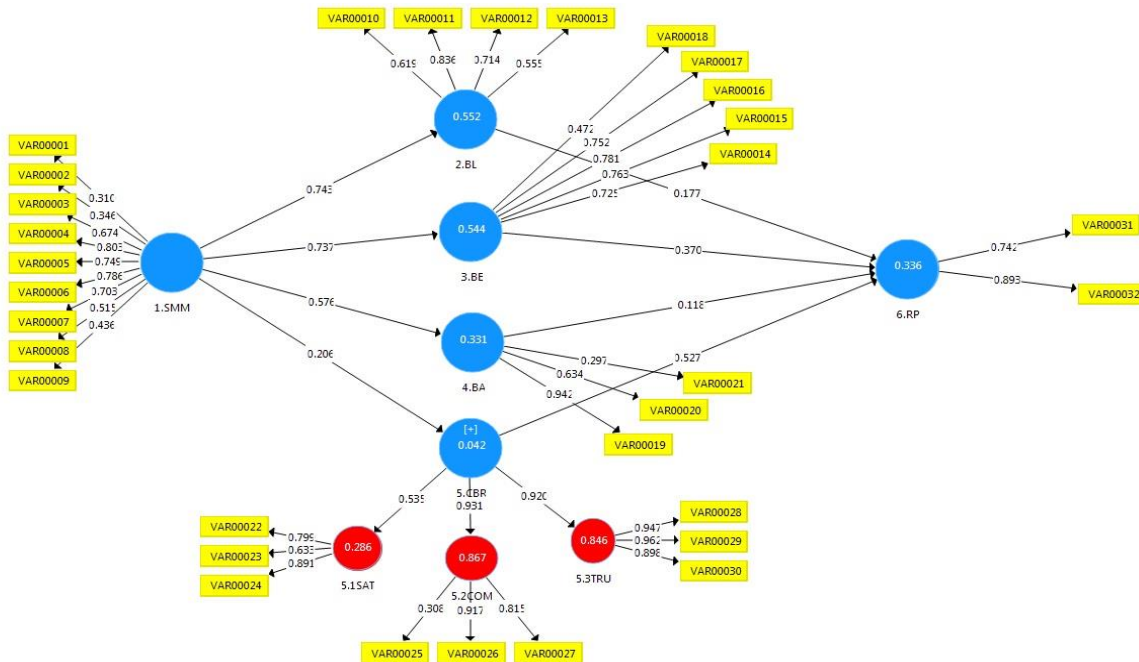 VAR00010
VAR00011
VAR00012
VAR00013
VAR00018
VAR00017
VAR00016
VAR00015
VAR00014
0.619
0.836
0.714
0.555
0.552
2.BL
0.472
0.752
0.781
0.763
0.725
VAR00001
VAR00002
VAR00003
VAR00004
VAR00005
VAR00006
VAR00007
VAR00008
VAR00009
0.310
0.346
0.674
0.803
0.749
0.786
0.703
0.515
0.436
1.SMM
0.743
0.737
0.576
0.206
0.544
3.BE
0.177
0.370
0.118
0.527
0.336
6.RP
0.742
0.893
VAR00031
VAR00032
0.331
4.BA
0.297
0.634
0.942
VAR00021
VAR00020
VAR00019
[+]
0.042
5.CBR
0.535
0.931
0.920
VAR00022
VAR00023
VAR00024
0.799
0.633
0.891
0.286
5.1SAT
0.867
5.2COM
0.308
0.917
0.815
VAR00025
VAR00026
VAR00027
0.846
5.3TRU
0.947
0.962
0.898
VAR00028
VAR00029
VAR00030